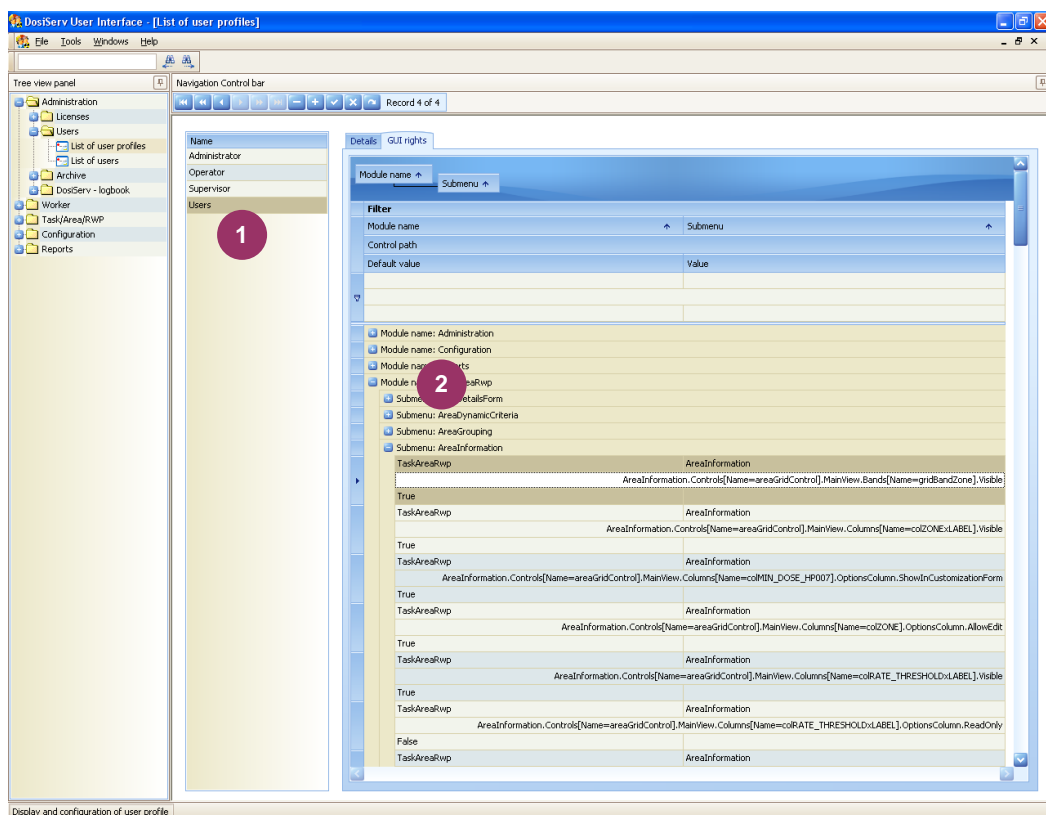 DosiServ User Interface - [List of user profiles]
File Tools Windows Help
Tree view panel
Navigation Control bar
Administration
Licenses
Users
List of user profiles
List of users
Archive
DosiServ - logbook
Worker
Task/Area/RWP
Configuration
Reports
Record 4 of 4
Name
Administrator
Operator
Supervisor
Users
1
Details GUI rights
Module name
Submenu
Filter
Module name Submenu
Control path
Default value Value
Module name: Administration
Module name: Configuration
Module
2
Submenu: AreaDynamicCriteria
Submenu: AreaGrouping
Submenu: AreaInformation
TaskAreaRwp AreaInformation
AreaInformation.Controls[Name=areaGridControl].MainView.Bands[Name=gridBandZone].Visible
True
TaskAreaRwp AreaInformation
AreaInformation.Controls[Name=areaGridControl].MainView.Columns[Name=colZONExLABEL].Visible
True
TaskAreaRwp AreaInformation
AreaInformation.Controls[Name=areaGridControl].MainView.Columns[Name=colMIN_DOSE_HP007].OptionsColumn.ShowInCustomizationForm
True
TaskAreaRwp AreaInformation
AreaInformation.Controls[Name=areaGridControl].MainView.Columns[Name=colZONE].OptionsColumn.AllowEdit
True
TaskAreaRwp AreaInformation
AreaInformation.Controls[Name=areaGridControl].MainView.Columns[Name=colRATE_THRESHOLDxLABEL].Visible
True
TaskAreaRwp AreaInformation
AreaInformation.Controls[Name=areaGridControl].MainView.Columns[Name=colRATE_THRESHOLDxLABEL].OptionsColumn.ReadOnly
False
TaskAreaRwp AreaInformation
Display and configuration of user profile